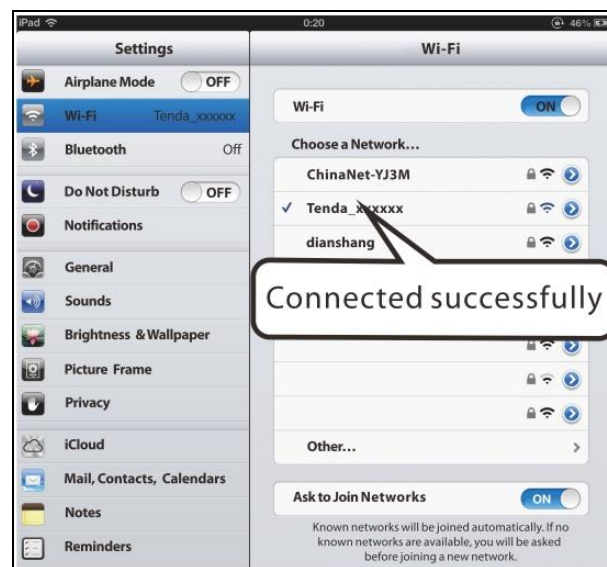 iPad 0:20 46%
Settings
Airplane Mode OFF
Wi-Fi Tenda_xxxxxx
Bluetooth Off
Do Not Disturb OFF
Notifications
General
Sounds
Brightness & Wallpaper
Picture Frame
Privacy
iCloud
Mail, Contacts, Calendars
Notes
Reminders
Wi-Fi
Wi-Fi ON
Choose a Network...
ChinaNet-YJ3M
✓ Tenda_xxxxxx
dianshang
Connected successfully
Other...
Ask to Join Networks ON
Known networks will be joined automatically. If no
known networks are available, you will be asked
before joining a new network.